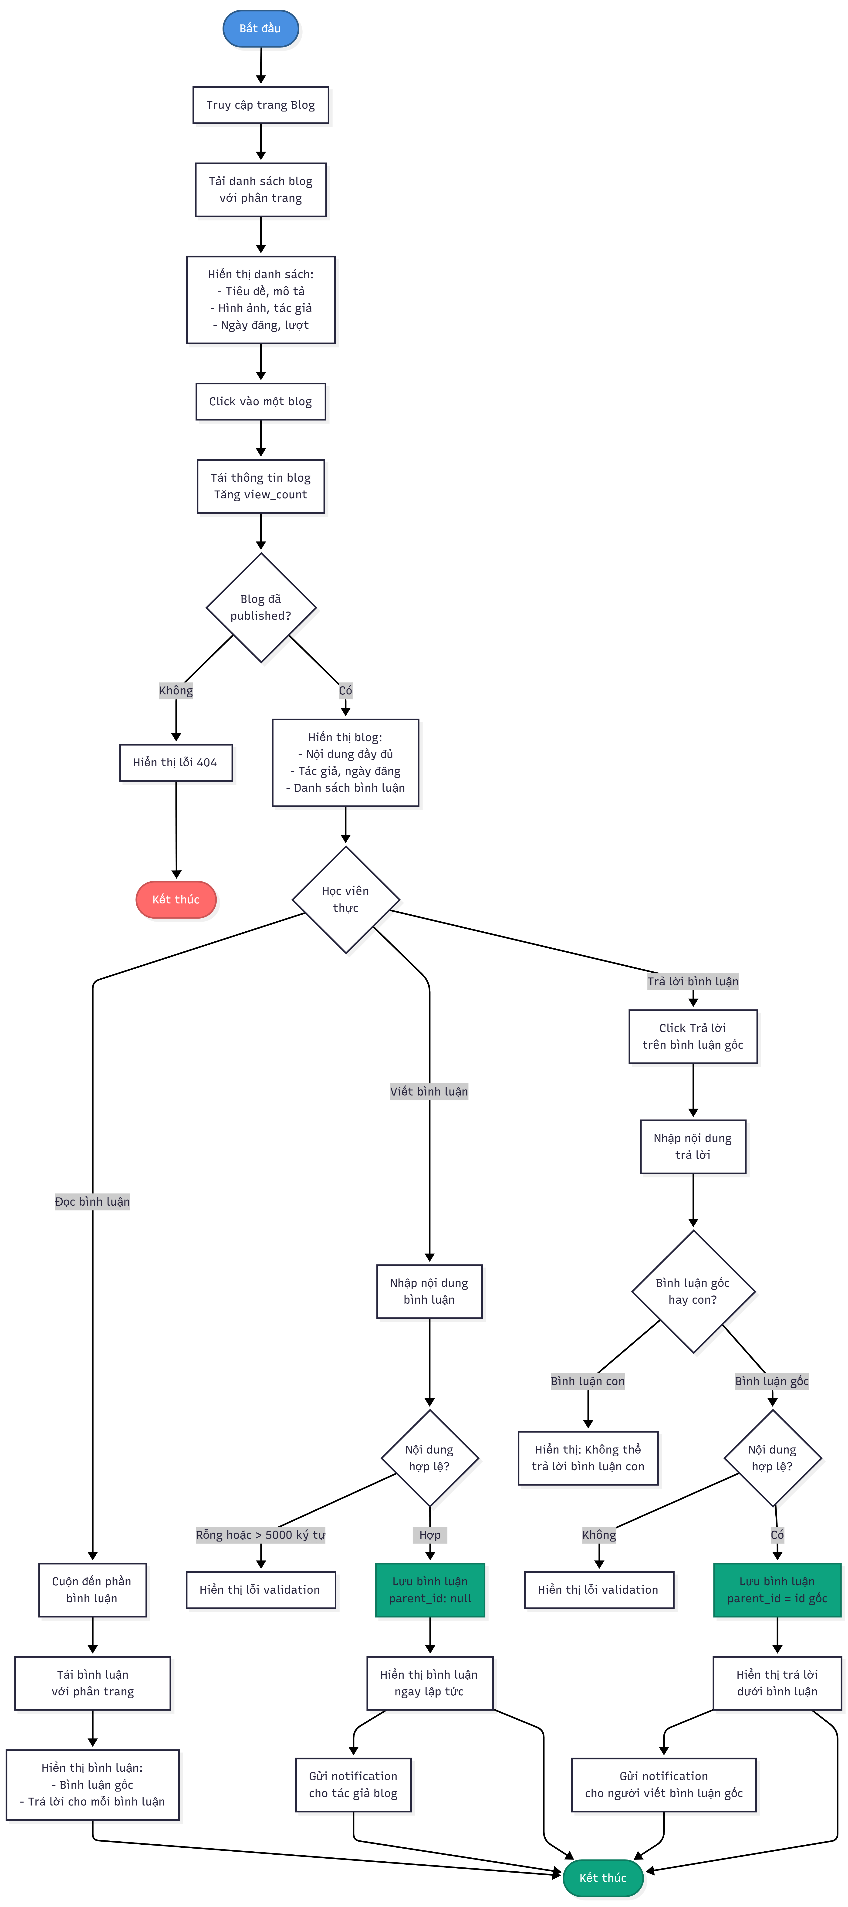 Bắt đầu
Truy cập trang Blog
Tải danh sách blog
với phân trang
Hiển thị danh sách:
- Tiêu đề, mô tả
- Hình ảnh, tác giả
- Ngày đăng, lượt
Click vào một blog
Tải thông tin blog
Tăng view_count
Blog đã
published?
Không
Có
Hiển thị lỗi 404
Hiển thị blog:
- Nội dung đầy đủ
- Tác giả, ngày đăng
- Danh sách bình luận
Kết thúc
Học viên
thực
Trả lời bình luận
Click Trả lời
trên bình luận gốc
Viết bình luận
Nhập nội dung
trả lời
Đọc bình luận
Nhập nội dung
bình luận
Bình luận gốc
hay con?
Bình luận con
Bình luận gốc
Nội dung
hợp lệ?
Hiển thị: Không thể
trả lời bình luận con
Nội dung
hợp lệ?
Rỗng hoặc > 5000 ký tự
Hợp
Không
Có
Cuộn đến phần
bình luận
Hiển thị lỗi validation
Lưu bình luận
parent_id: null
Hiển thị lỗi validation
Lưu bình luận
parent_id = id gốc
Tải bình luận
với phân trang
Hiển thị bình luận
ngay lập tức
Hiển thị trả lời
dưới bình luận
Hiển thị bình luận:
- Bình luận gốc
- Trả lời cho mỗi bình luận
Gửi notification
cho tác giả blog
Gửi notification
cho người viết bình luận gốc
Kết thúc